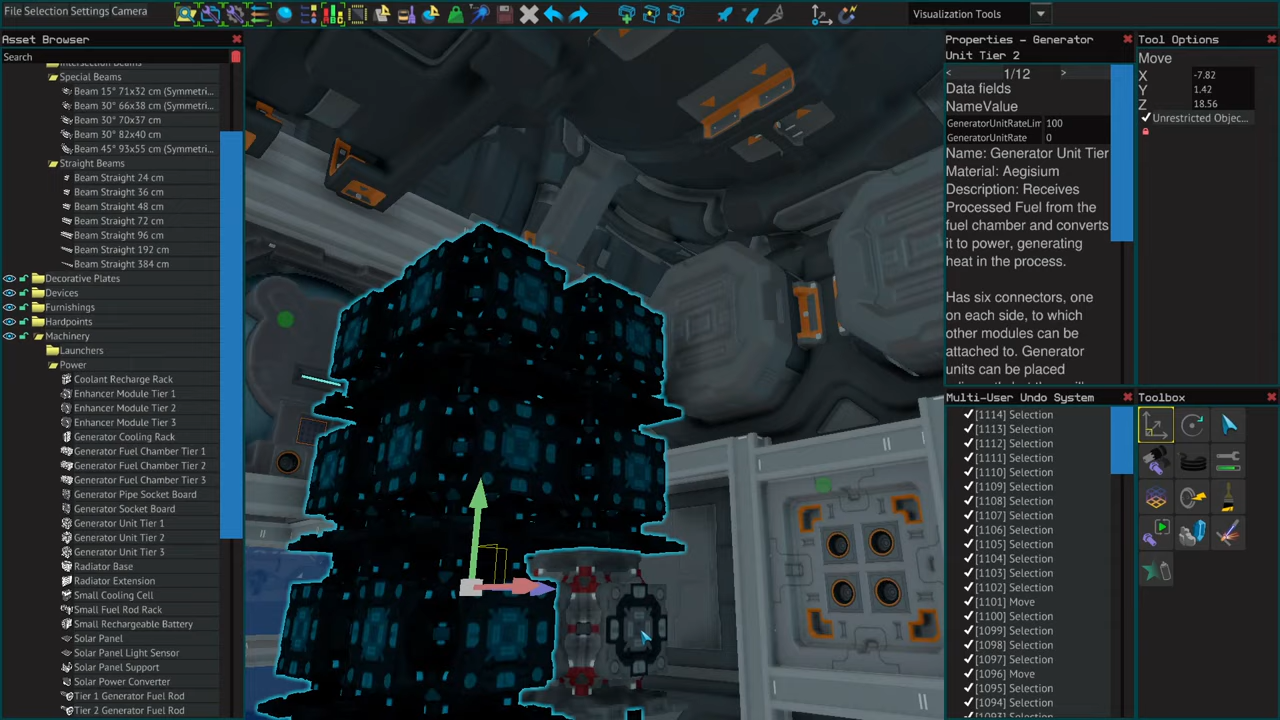 File Selection Settings Camera
Visualization Tools
Asset Browser
Search
Intersection Beams
Special Beams
Beam 15° 71x32 cm (Symmetri...
Beam 30° 66x38 cm (Symmetri...
Beam 30° 70x37 cm
Beam 30° 82x40 cm
Beam 45° 93x55 cm (Symmetri...
Straight Beams
Beam Straight 24 cm
Beam Straight 36 cm
Beam Straight 48 cm
Beam Straight 72 cm
Beam Straight 96 cm
Beam Straight 192 cm
Beam Straight 384 cm
Decorative Plates
Devices
Furnishings
Hardpoints
Machinery
Launchers
Power
Coolant Recharge Rack
Enhancer Module Tier 1
Enhancer Module Tier 2
Enhancer Module Tier 3
Generator Cooling Rack
Generator Fuel Chamber Tier 1
Generator Fuel Chamber Tier 2
Generator Fuel Chamber Tier 3
Generator Pipe Socket Board
Generator Socket Board
Generator Unit Tier 1
Generator Unit Tier 2
Generator Unit Tier 3
Radiator Base
Radiator Extension
Small Cooling Cell
Small Fuel Rod Rack
Small Rechargeable Battery
Solar Panel
Solar Panel Light Sensor
Solar Panel Support
Solar Power Converter
Tier 1 Generator Fuel Rod
Tier 2 Generator Fuel Rod
Properties - Generator
Unit Tier 2
< 1/12 >
Data fields
NameValue
GeneratorUnitRateLim 100
GeneratorUnitRate 0
Name: Generator Unit Tier
Material: Aegisium
Description: Receives
Processed Fuel from the
fuel chamber and converts
it to power, generating
heat in the process.
Has six connectors, one
on each side, to which
other modules can be
attached to. Generator
units can be placed
Tool Options
Move
X -7.82
Y 1.42
Z 18.56
Unrestricted Objec...
Multi-User Undo System
[1114] Selection
[1113] Selection
[1112] Selection
[1111] Selection
[1110] Selection
[1109] Selection
[1108] Selection
[1107] Selection
[1106] Selection
[1105] Selection
[1104] Selection
[1103] Selection
[1102] Selection
[1101] Move
[1100] Selection
[1099] Selection
[1098] Selection
[1097] Selection
[1096] Move
[1095] Selection
[1094] Selection
Toolbox